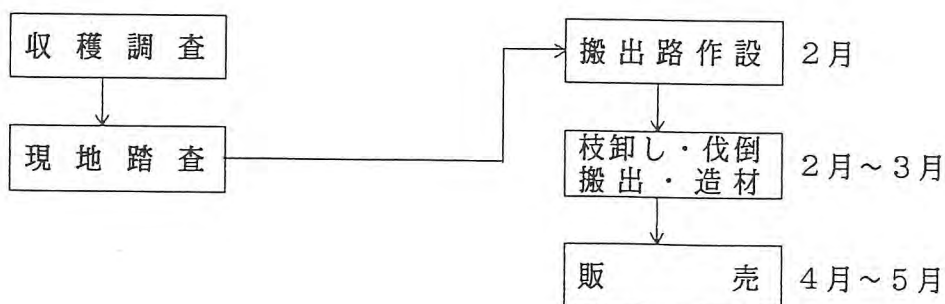 収穫調査
現地踏査
搬出路作設 2月
枝卸し・伐倒
搬出・造材 2月~3月
販売 4月~5月